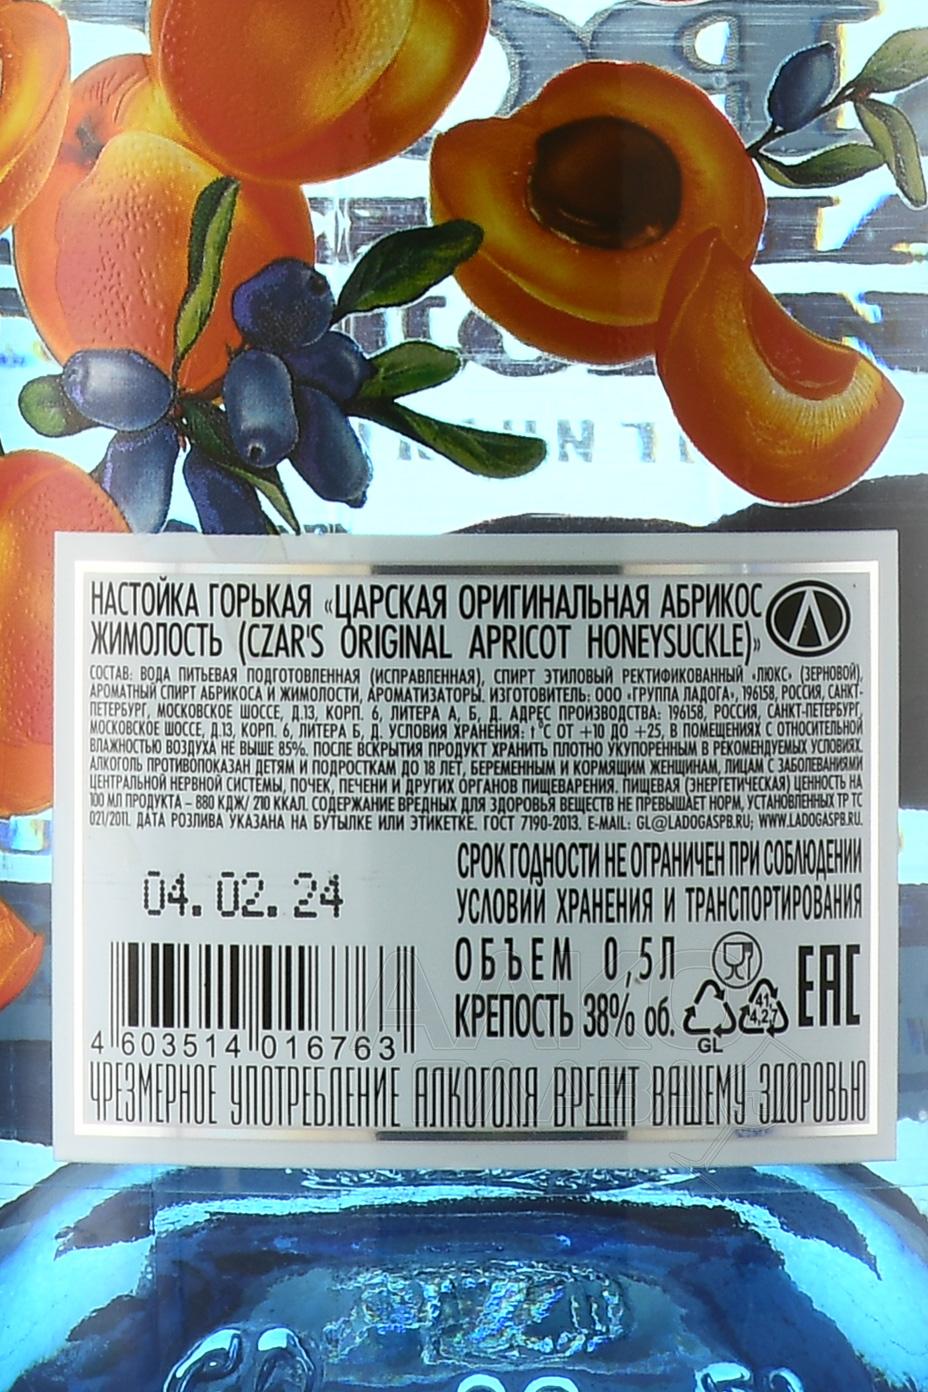 НАСТОЙКА ГОРЬКАЯ «ЦАРСКАЯ ОРИГИНАЛЬНАЯ АБРИКОС
ЖИМОЛОСТЬ (CZAR'S ORIGINAL APRICOT HONEYSUCKLE)»
СОСТАВ: ВОДА ПИТЬЕВАЯ ПОДГОТОВЛЕННАЯ (ИСПРАВЛЕННАЯ), СПИРТ ЭТИЛОВЫЙ РЕКТИФИКОВАННЫЙ «ЛЮКС» (ЗЕРНОВОЙ),
АРОМАТНЫЙ СПИРТ АБРИКОСА И ЖИМОЛОСТИ, АРОМАТИЗАТОРЫ. ИЗГОТОВИТЕЛЬ: ООО «ГРУППА ЛАДОГА», 196158, РОССИЯ, САНКТ-
ПЕТЕРБУРГ, МОСКОВСКОЕ ШОССЕ, Д.13, КОРП. 6, ЛИТЕРА А, Б, Д. АДРЕС ПРОИЗВОДСТВА: 196158, РОССИЯ, САНКТ-ПЕТЕРБУРГ,
МОСКОВСКОЕ ШОССЕ, Д.13, КОРП. 6, ЛИТЕРА Б, Д. УСЛОВИЯ ХРАНЕНИЯ: t °C ОТ +10 ДО +25, В ПОМЕЩЕНИЯХ С ОТНОСИТЕЛЬНОЙ
ВЛАЖНОСТЬЮ ВОЗДУХА НЕ ВЫШЕ 85%. ПОСЛЕ ВСКРЫТИЯ ПРОДУКТ ХРАНИТЬ ПЛОТНО УКУПОРЕННЫМ В РЕКОМЕНДУЕМЫХ УСЛОВИЯХ.
АЛКОГОЛЬ ПРОТИВОПОКАЗАН ДЕТЯМ И ПОДРОСТКАМ ДО 18 ЛЕТ, БЕРЕМЕННЫМ И КОРМЯЩИМ ЖЕНЩИНАМ, ЛИЦАМ С ЗАБОЛЕВАНИЯМИ
ЦЕНТРАЛЬНОЙ НЕРВНОЙ СИСТЕМЫ, ПОЧЕК, ПЕЧЕНИ И ДРУГИХ ОРГАНОВ ПИЩЕВАРЕНИЯ. ПИЩЕВАЯ (ЭНЕРГЕТИЧЕСКАЯ) ЦЕННОСТЬ НА
100 МЛ ПРОДУКТА – 880 КДЖ/ 210 ККАЛ. СОДЕРЖАНИЕ ВРЕДНЫХ ДЛЯ ЗДОРОВЬЯ ВЕЩЕСТВ НЕ ПРЕВЫШАЕТ НОРМ, УСТАНОВЛЕННЫХ ТР ТС
021/2011. ДАТА РОЗЛИВА УКАЗАНА НА БУТЫЛКЕ ИЛИ ЭТИКЕТКЕ. ГОСТ 7190-2013. E-MAIL: GL@LADOGASPB.RU; WWW.LADOGASPB.RU.
СРОК ГОДНОСТИ НЕ ОГРАНИЧЕН ПРИ СОБЛЮДЕНИИ
УСЛОВИЙ ХРАНЕНИЯ И ТРАНСПОРТИРОВАНИЯ
04.02.24
ОБЪЕМ 0,5Л
КРЕПОСТЬ 38% об.
GL
41,
4,2,7
EAC
4 603514 016763
ЧРЕЗМЕРНОЕ УПОТРЕБЛЕНИЕ АЛКОГОЛЯ ВРЕДИТ ВАШЕМУ ЗДОРОВЬЮ